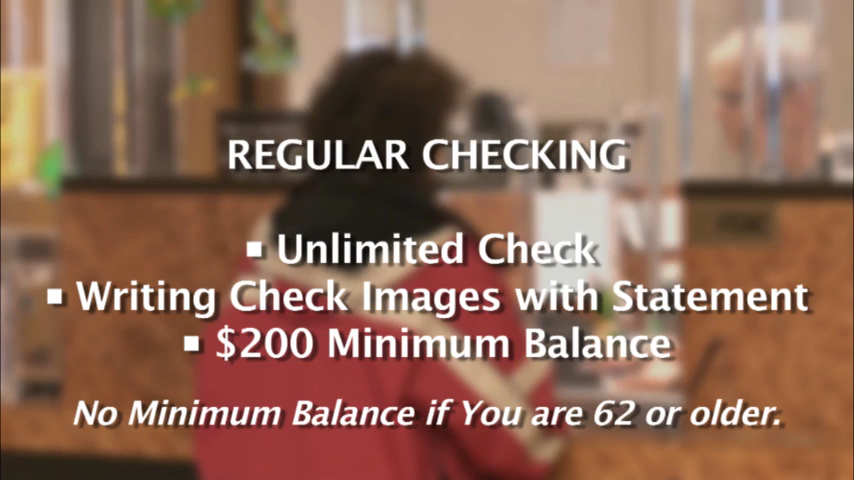 REGULAR CHECKING
▪ Unlimited Check
▪ Writing Check Images with Statement
▪ $200 Minimum Balance
No Minimum Balance if You are 62 or older.